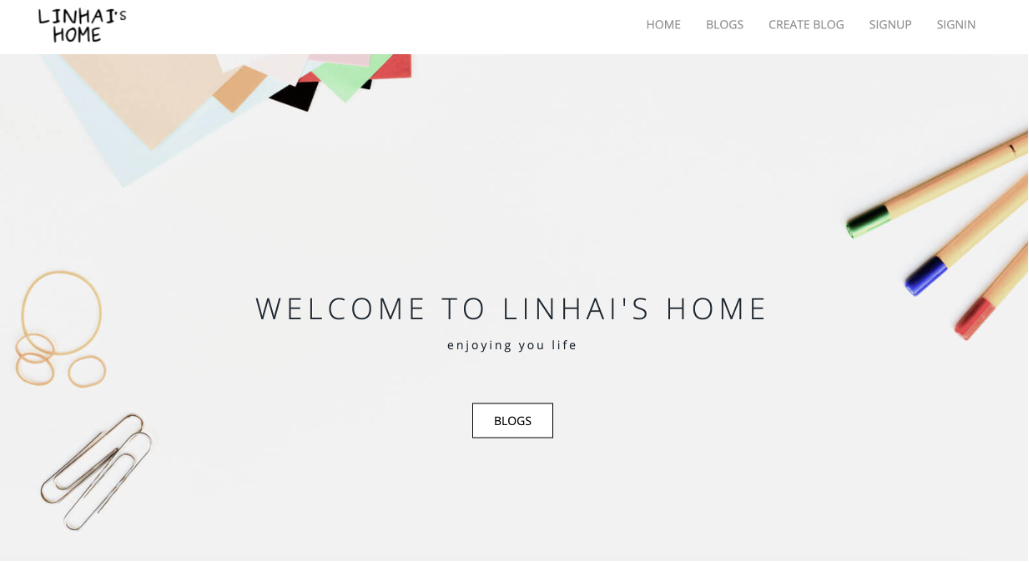 LINHAI's
HOME
HOME BLOGS CREATE BLOG SIGNUP SIGNIN
WELCOME TO LINHAI'S HOME
enjoying you life
BLOGS